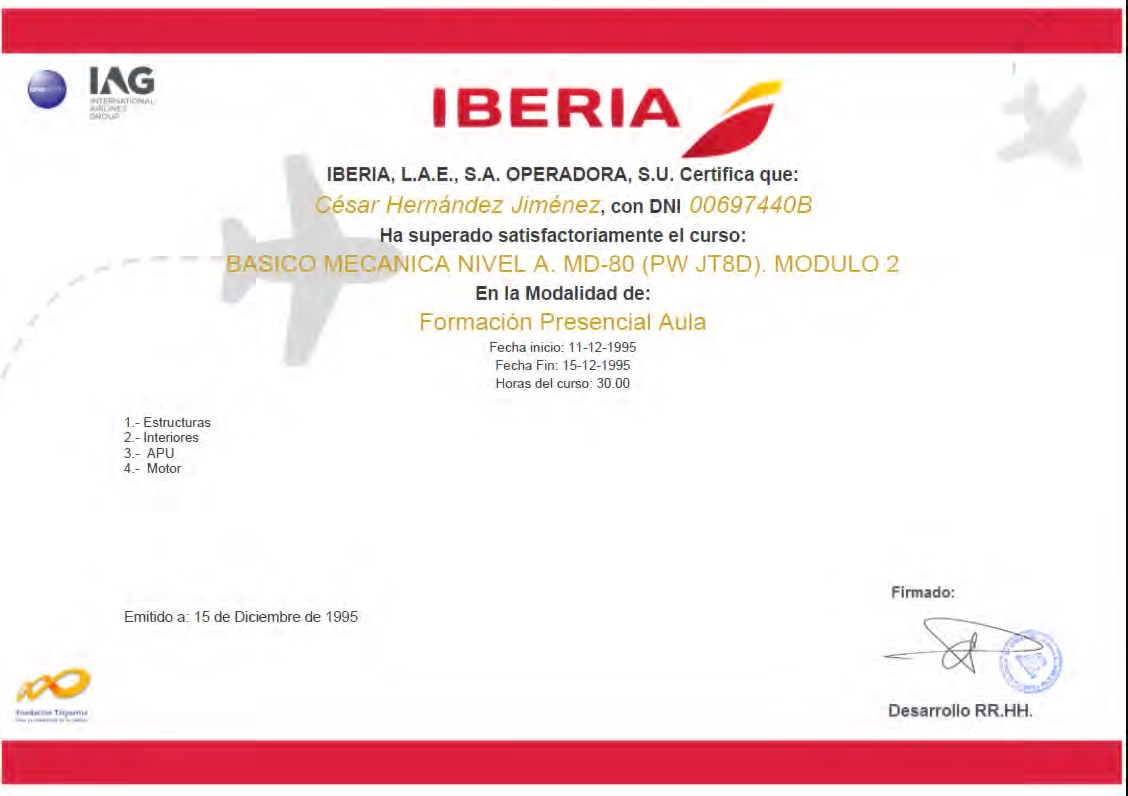 oneworld
IAG
INTERNATIONAL
AIRLINES
GROUP
IBERIA
IBERIA, L.A.E., S.A. OPERADORA, S.U. Certifica que:
César Hernández Jiménez, con DNI 00697440B
Ha superado satisfactoriamente el curso:
BASICO MECANICA NIVEL A. MD-80 (PW JT8D). MODULO 2
En la Modalidad de:
Formación Presencial Aula
Fecha inicio: 11-12-1995
Fecha Fin: 15-12-1995
Horas del curso: 30.00
1.- Estructuras
2.- Interiores
3.- APU
4.- Motor
Emitido a: 15 de Diciembre de 1995
Firmado:
Desarrollo RR.HH.
Fundación Tripartita